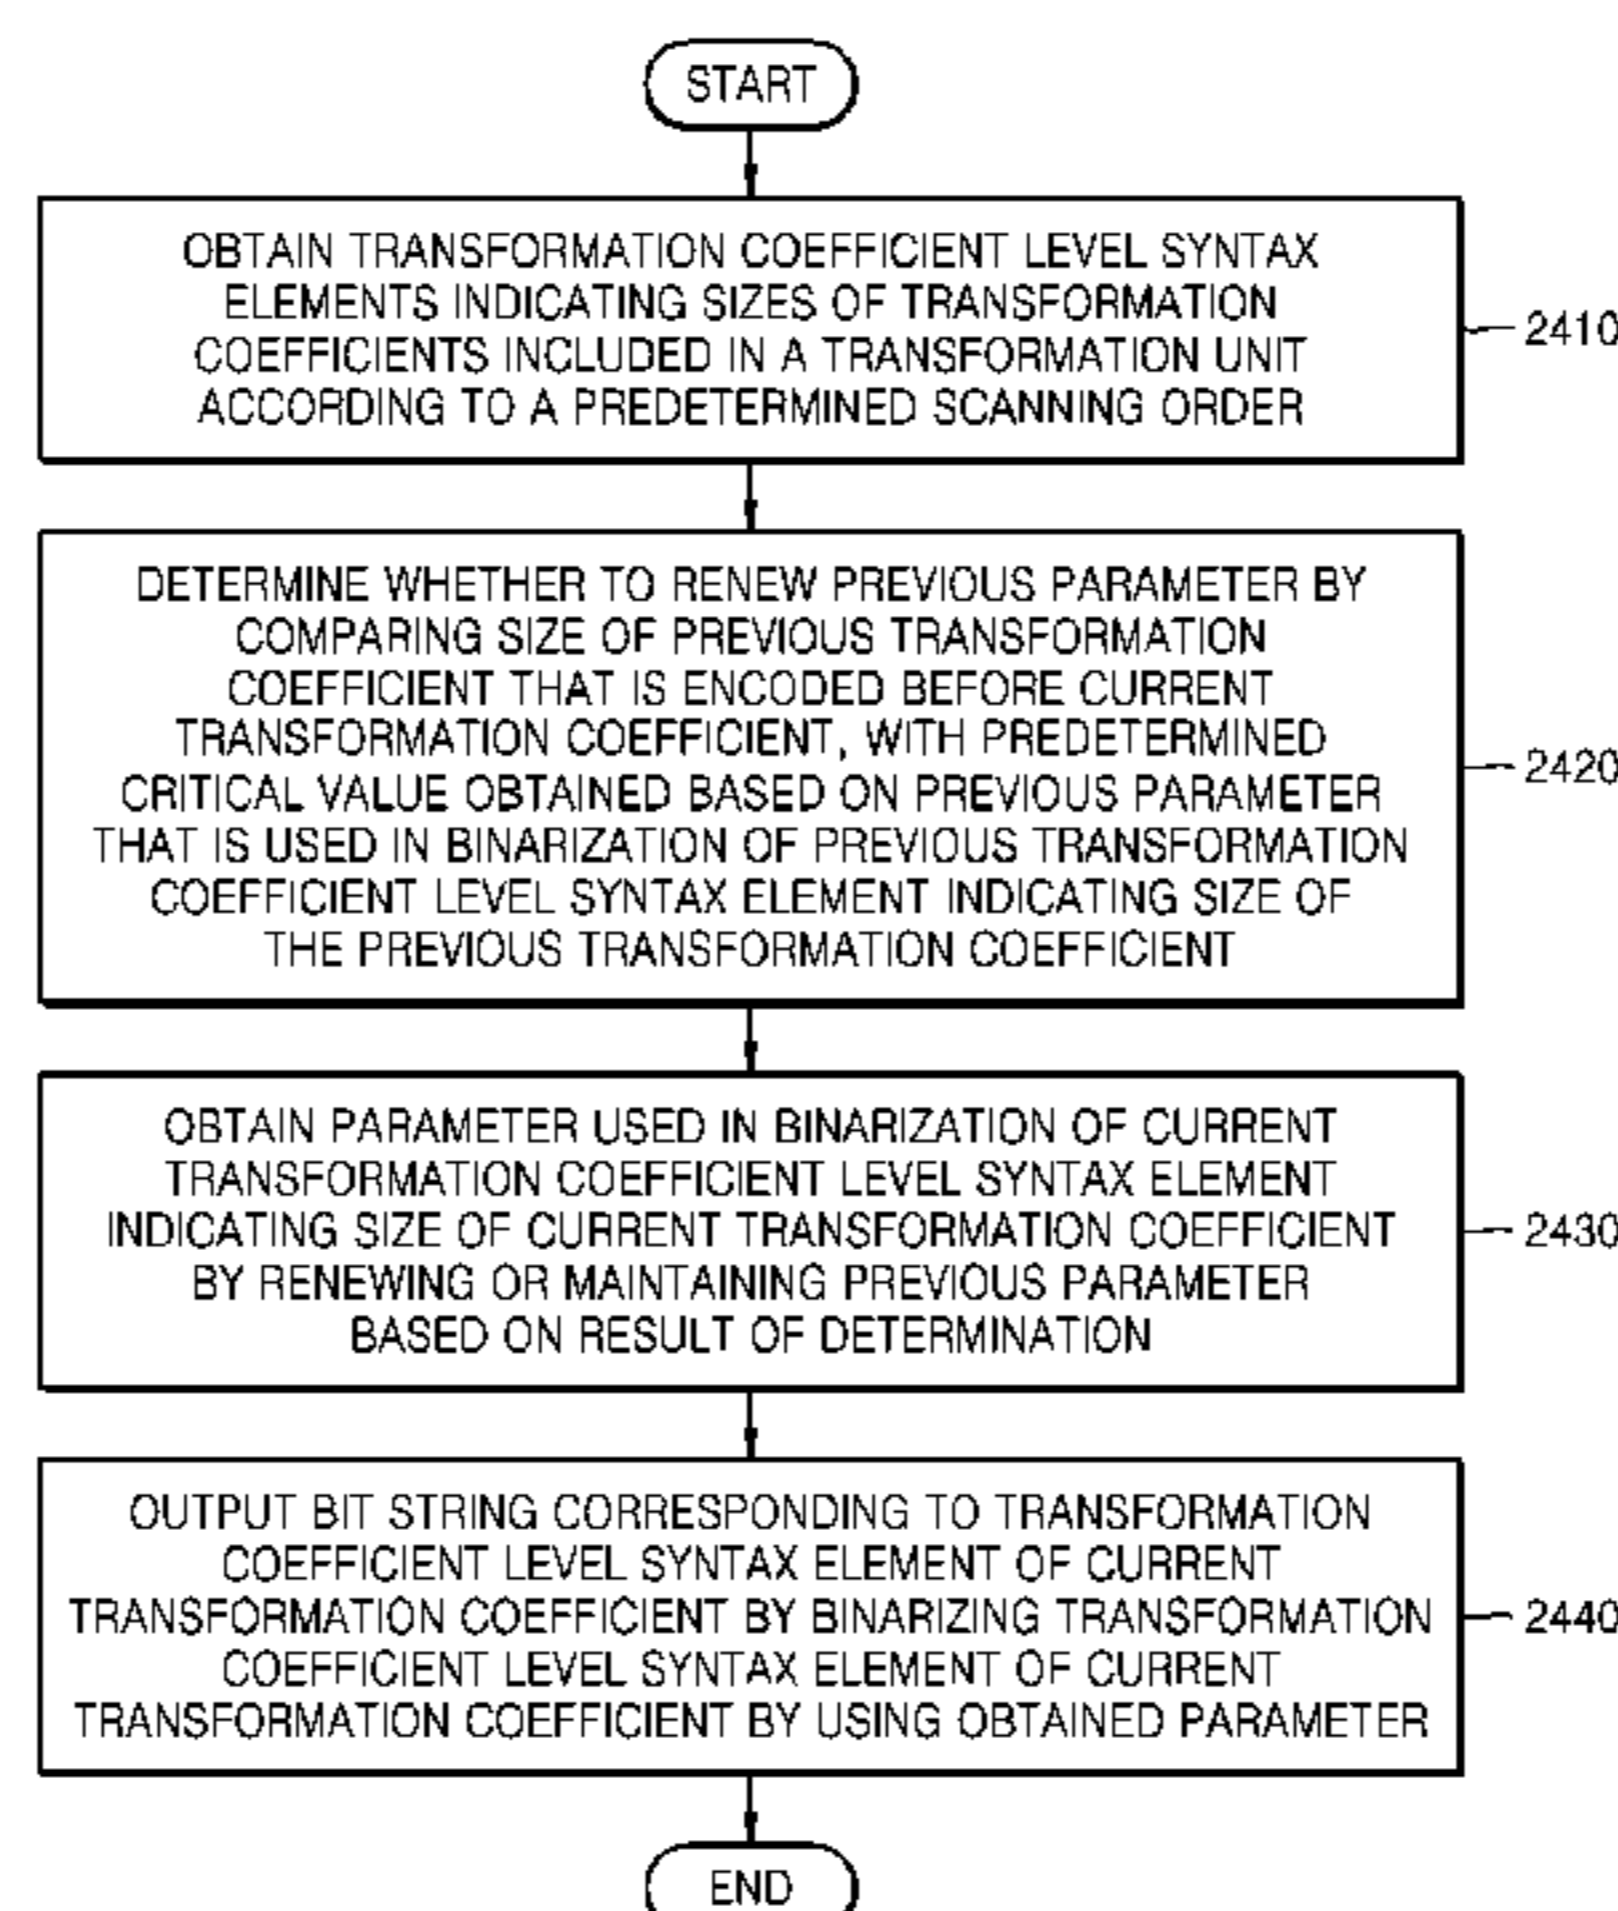 START
OBTAIN TRANSFORMATION COEFFICIENT LEVEL SYNTAX
ELEMENTS INDICATING SIZES OF TRANSFORMATION
COEFFICIENTS INCLUDED IN A TRANSFORMATION UNIT
ACCORDING TO A PREDETERMINED SCANNING ORDER
2410
DETERMINE WHETHER TO RENEW PREVIOUS PARAMETER BY
COMPARING SIZE OF PREVIOUS TRANSFORMATION
COEFFICIENT THAT IS ENCODED BEFORE CURRENT
TRANSFORMATION COEFFICIENT, WITH PREDETERMINED
CRITICAL VALUE OBTAINED BASED ON PREVIOUS PARAMETER
THAT IS USED IN BINARIZATION OF PREVIOUS TRANSFORMATION
COEFFICIENT LEVEL SYNTAX ELEMENT INDICATING SIZE OF
THE PREVIOUS TRANSFORMATION COEFFICIENT
2420
OBTAIN PARAMETER USED IN BINARIZATION OF CURRENT
TRANSFORMATION COEFFICIENT LEVEL SYNTAX ELEMENT
INDICATING SIZE OF CURRENT TRANSFORMATION COEFFICIENT
BY RENEWING OR MAINTAINING PREVIOUS PARAMETER
BASED ON RESULT OF DETERMINATION
2430
OUTPUT BIT STRING CORRESPONDING TO TRANSFORMATION
COEFFICIENT LEVEL SYNTAX ELEMENT OF CURRENT
TRANSFORMATION COEFFICIENT BY BINARIZING TRANSFORMATION
COEFFICIENT LEVEL SYNTAX ELEMENT OF CURRENT
TRANSFORMATION COEFFICIENT BY USING OBTAINED PARAMETER
2440
END